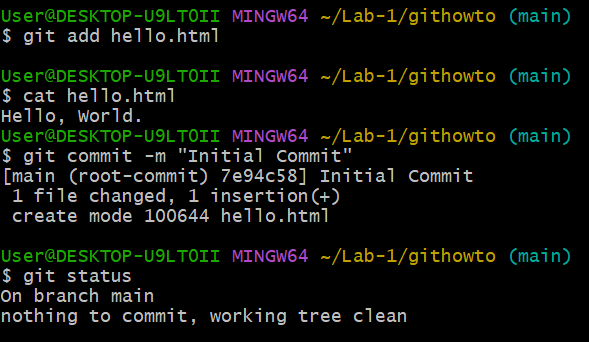 User@DESKTOP-U9LT0II MINGW64 ~/Lab-1/githowto (main)
$ git add hello.html
User@DESKTOP-U9LT0II MINGW64 ~/Lab-1/githowto (main)
$ cat hello.html
Hello, World.
User@DESKTOP-U9LT0II MINGW64 ~/Lab-1/githowto (main)
$ git commit -m "Initial Commit"
[main (root-commit) 7e94c58] Initial Commit
 1 file changed, 1 insertion(+)
 create mode 100644 hello.html
User@DESKTOP-U9LT0II MINGW64 ~/Lab-1/githowto (main)
$ git status
On branch main
nothing to commit, working tree clean